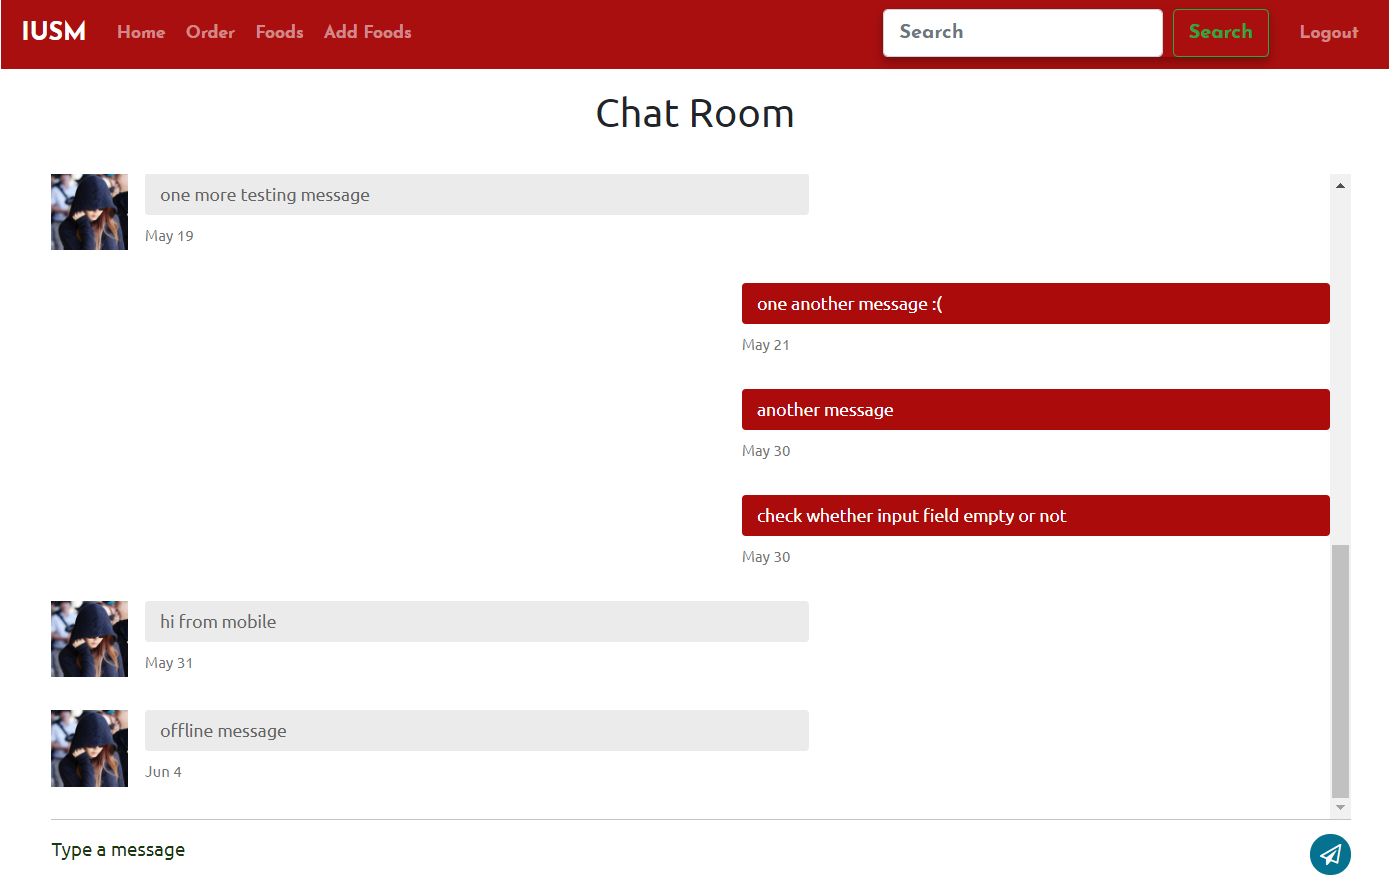 IUSM Home Order Foods Add Foods Search Search Logout
Chat Room
one more testing message
May 19
one another message :(
May 21
another message
May 30
check whether input field empty or not
May 30
hi from mobile
May 31
offline message
Jun 4
Type a message